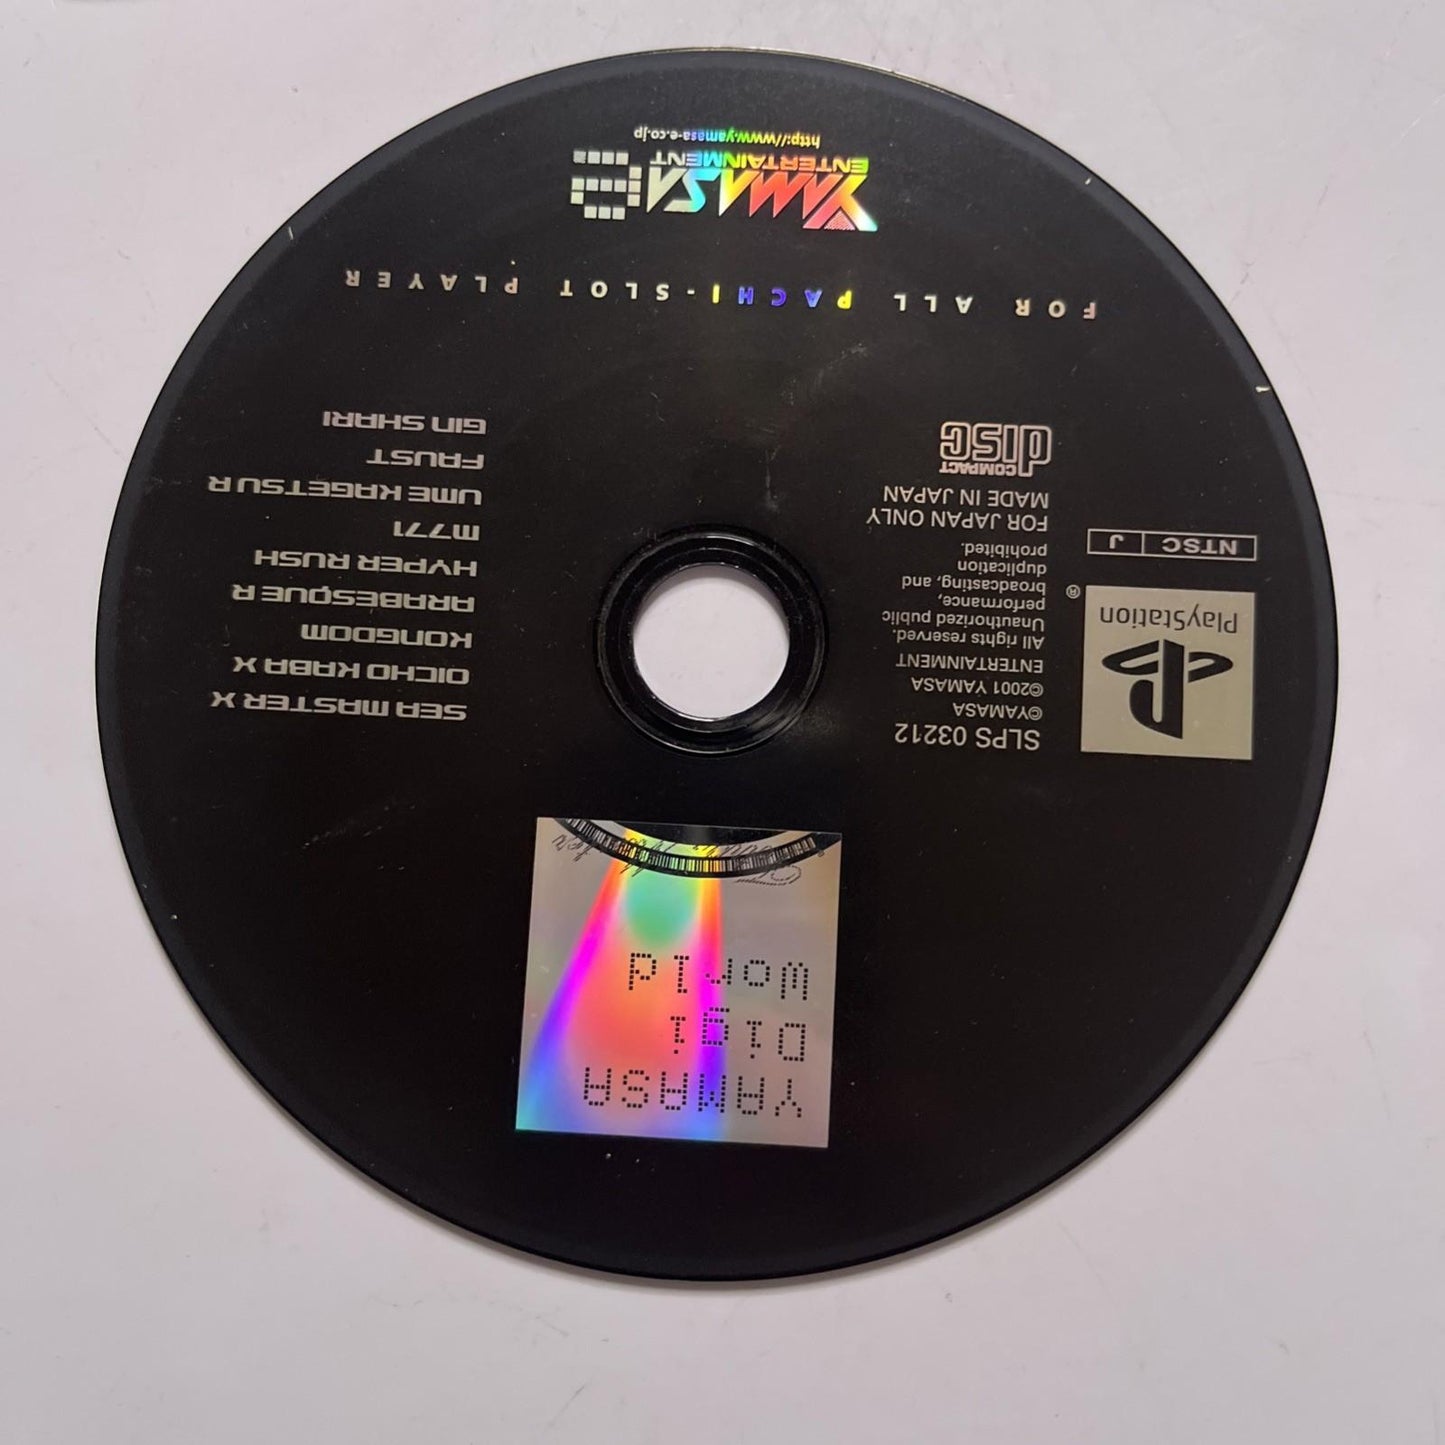 YAMASA
Digi
World
PlayStation
®
NTSC J
SLPS 03212
©YAMASA
©2001 YAMASA
ENTERTAINMENT
All rights reserved.
Unauthorized public
performance,
broadcasting, and
duplication
prohibited.
FOR JAPAN ONLY
MADE IN JAPAN
COMPACT
disc
SEA MASTER X
OICHO KABA X
KONGDOM
ARABESQUE R
HYPER RUSH
M771
UME KAGETSU R
FAUST
GIN SHARI
FOR ALL PACHI-SLOT PLAYER
YAMASA
ENTERTAINMENT
http://www.yamasa-e.co.jp